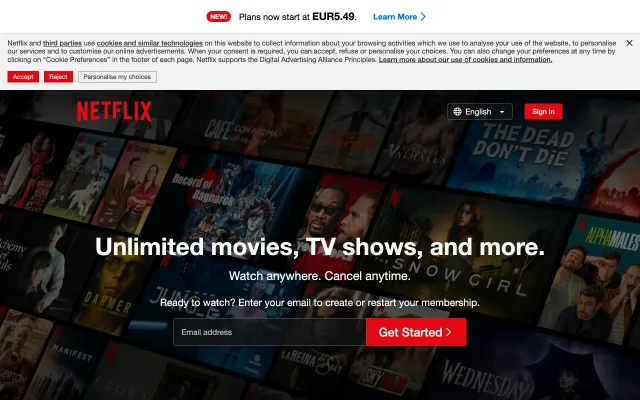 NEW! Plans now start at EUR5.49. Learn More
Netflix and third parties use cookies and similar technologies on this website to collect information about your browsing activities which we use to analyse your use of the website, to personalise
our services and to customise our online advertisements. When your consent is required, you can accept, refuse or personalise your choices. You can also change your preferences at any time by
clicking on "Cookie Preferences" in the footer of each page. Netflix supports the Digital Advertising Alliance Principles. Learn more about our use of cookies and information.
Accept Reject Personalise my choices
NETFLIX English Sign In
THE DEAD
DON'T DIE
VALHALLA
Record of
Ragnarok
ALPHA MALES
Unlimited movies, TV shows, and more.
THE
SNOW GIRL
Watch anywhere. Cancel anytime.
DAHMER
JUNGLE
Ready to watch? Enter your email to create or restart your membership.
Email address Get Started
MANIFEST
LA REINA
WEDNESDAY